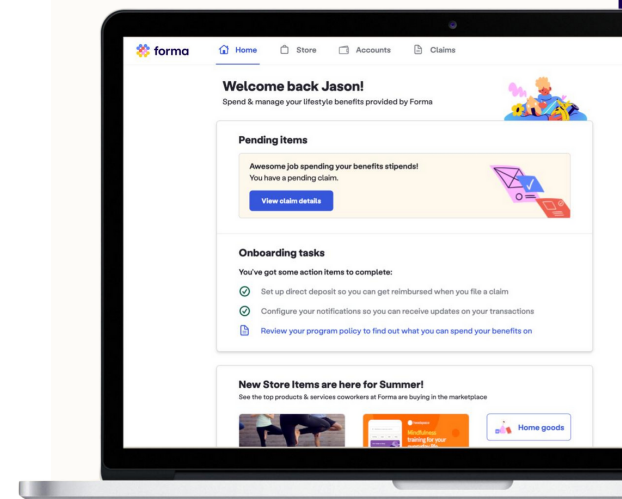 forma
Home
Store
Accounts
Claims
Welcome back Jason!
Spend & manage your lifestyle benefits provided by Forma
Pending items
Awesome job spending your benefits stipends!
You have a pending claim.
View claim details
Onboarding tasks
You've got some action items to complete:
Set up direct deposit so you can get reimbursed when you file a claim
Configure your notifications so you can receive updates on your transactions
Review your program policy to find out what you can spend your benefits on
New Store Items are here for Summer!
See the top products & services coworkers at Forma are buying in the marketplace
Mindfulness
training for your
Home goods